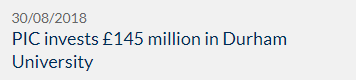 30/08/2018
PIC invests £145 million in Durham
University